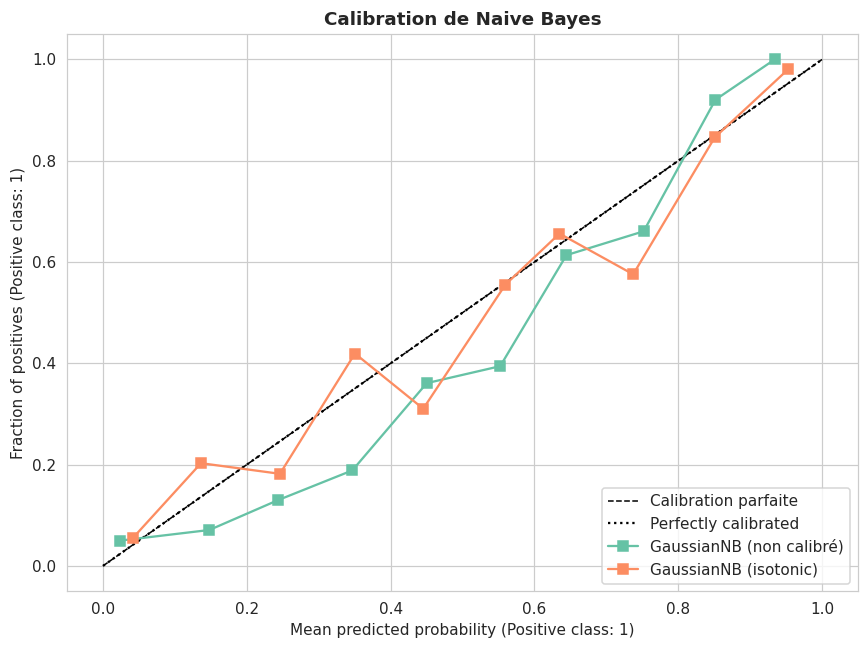 Calibration de Naive Bayes
Fraction of positives (Positive class: 1)
1.0
0.8
0.6
0.4
0.2
0.0
0.0 0.2 0.4 0.6 0.8 1.0
Mean predicted probability (Positive class: 1)
Calibration parfaite
Perfectly calibrated
GaussianNB (non calibré)
GaussianNB (isotonic)